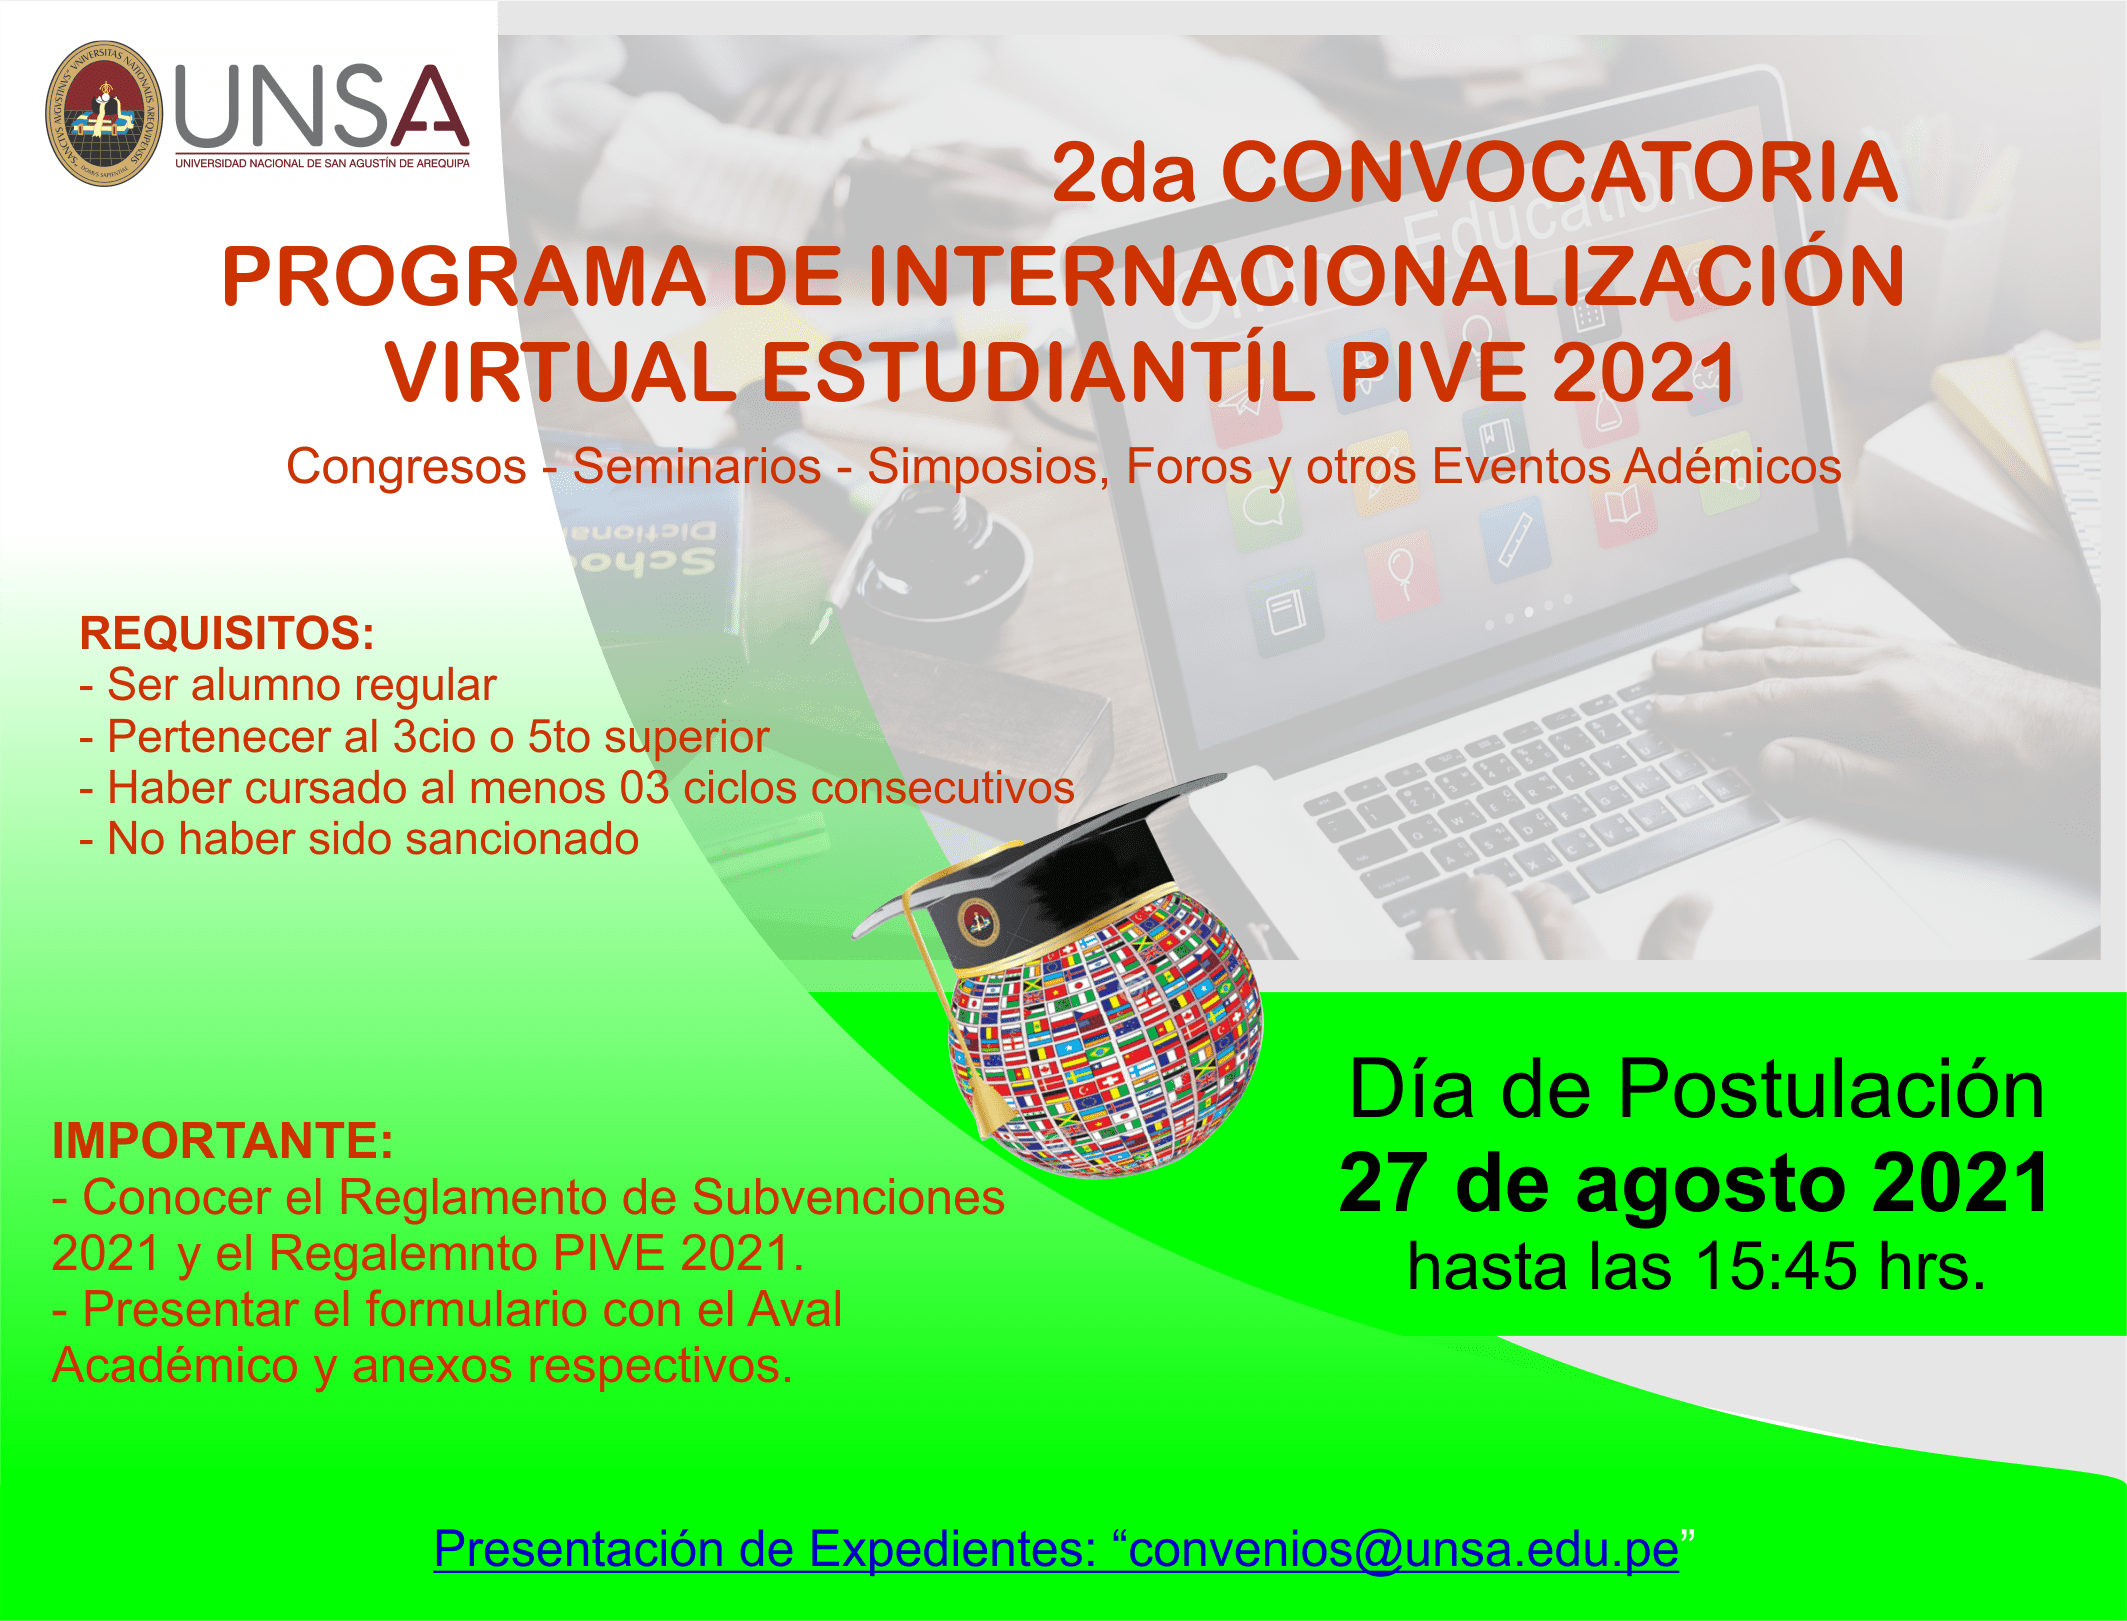 UNSA
UNIVERSIDAD NACIONAL DE SAN AGUSTÍN DE AREQUIPA
2da CONVOCATORIA
PROGRAMA DE INTERNACIONALIZACIÓN
VIRTUAL ESTUDIANTÍL PIVE 2021
Congresos - Seminarios - Simposios, Foros y otros Eventos Adémicos
Online Education
REQUISITOS:
- Ser alumno regular
- Pertenecer al 3cio o 5to superior
- Haber cursado al menos 03 ciclos consecutivos
- No haber sido sancionado
Día de Postulación
27 de agosto 2021
hasta las 15:45 hrs.
IMPORTANTE:
- Conocer el Reglamento de Subvenciones
2021 y el Regalemnto PIVE 2021.
- Presentar el formulario con el Aval
Académico y anexos respectivos.
Presentación de Expedientes: “convenios@unsa.edu.pe”